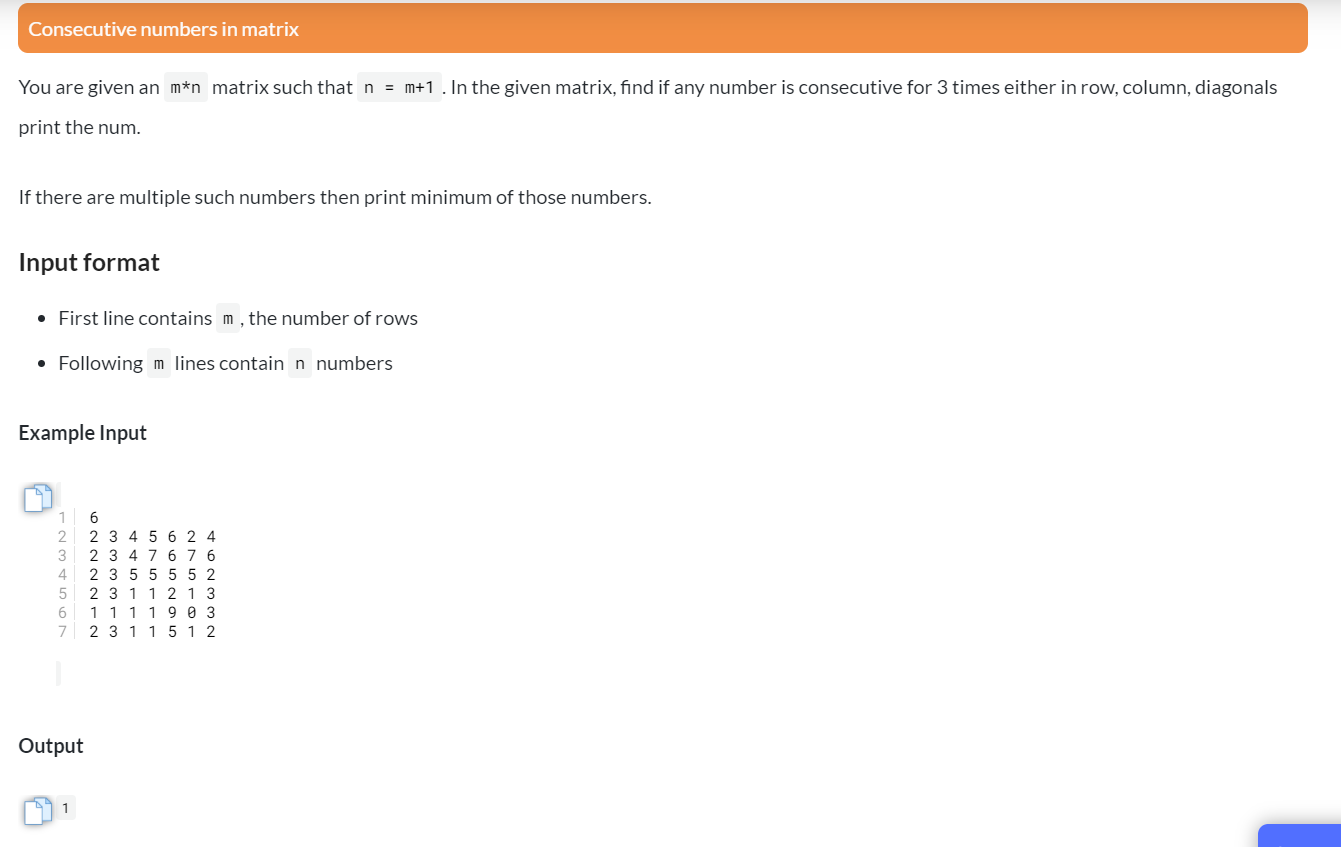 Consecutive numbers in matrix
You are given an m*n matrix such that n = m+1 . In the given matrix, find if any number is consecutive for 3 times either in row, column, diagonals
print the num.
If there are multiple such numbers then print minimum of those numbers.
Input format
• First line contains m , the number of rows
• Following m lines contain n numbers
Example Input
1 6
2 2 3 4 5 6 2 4
3 2 3 4 7 6 7 6
4 2 3 5 5 5 5 2
5 2 3 1 1 2 1 3
6 1 1 1 1 9 0 3
7 2 3 1 1 5 1 2
Output
1